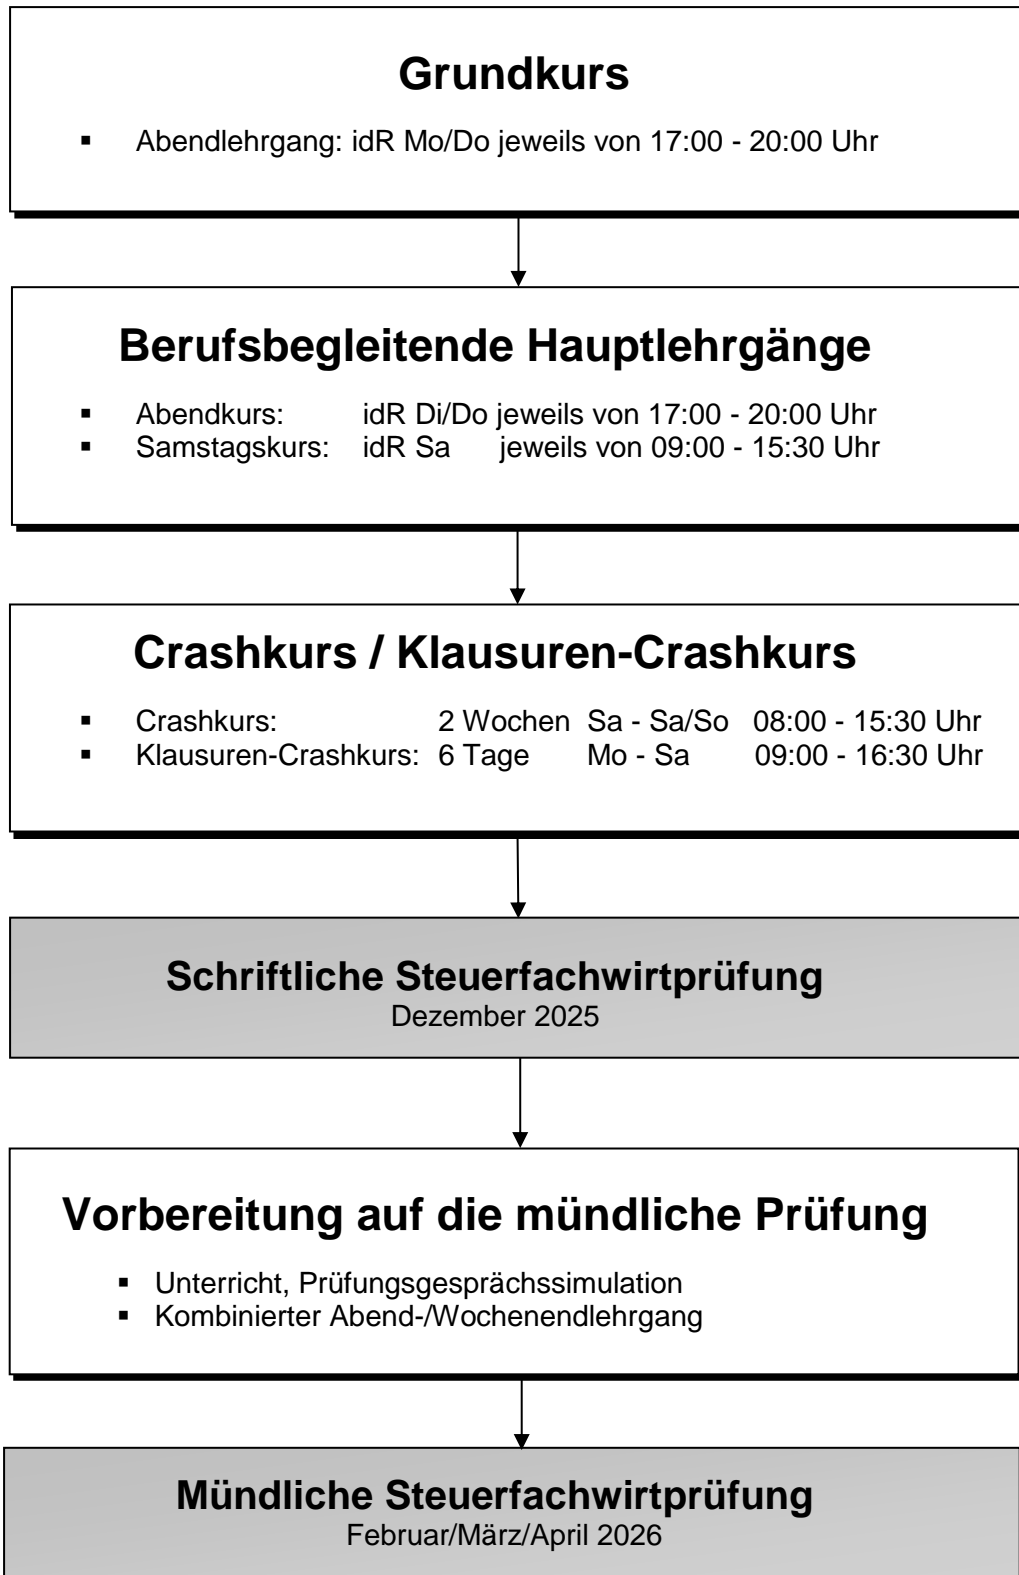 Grundkurs
▪ Abendlehrgang: idR Mo/Do jeweils von 17:00 - 20:00 Uhr
Berufsbegleitende Hauptlehrgänge
▪ Abendkurs: idR Di/Do jeweils von 17:00 - 20:00 Uhr
▪ Samstagskurs: idR Sa jeweils von 09:00 - 15:30 Uhr
Crashkurs / Klausuren-Crashkurs
▪ Crashkurs: 2 Wochen Sa - Sa/So 08:00 - 15:30 Uhr
▪ Klausuren-Crashkurs: 6 Tage Mo - Sa 09:00 - 16:30 Uhr
Schriftliche Steuerfachwirtprüfung
Dezember 2025
Vorbereitung auf die mündliche Prüfung
▪ Unterricht, Prüfungsgesprächssimulation
▪ Kombinierter Abend-/Wochenendlehrgang
Mündliche Steuerfachwirtprüfung
Februar/März/April 2026